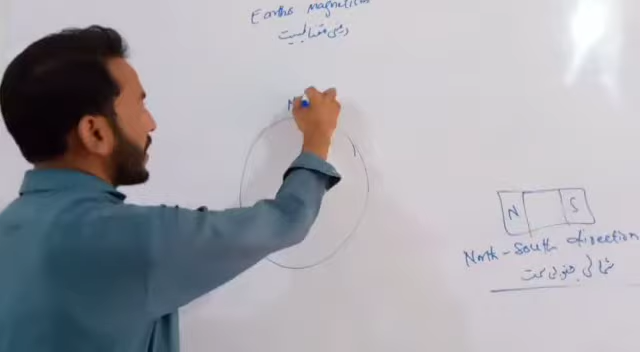 Earths Magnetism
زمینی مقناطیسیت
N
N S
North - South direction
شمالی جنوبی سمت